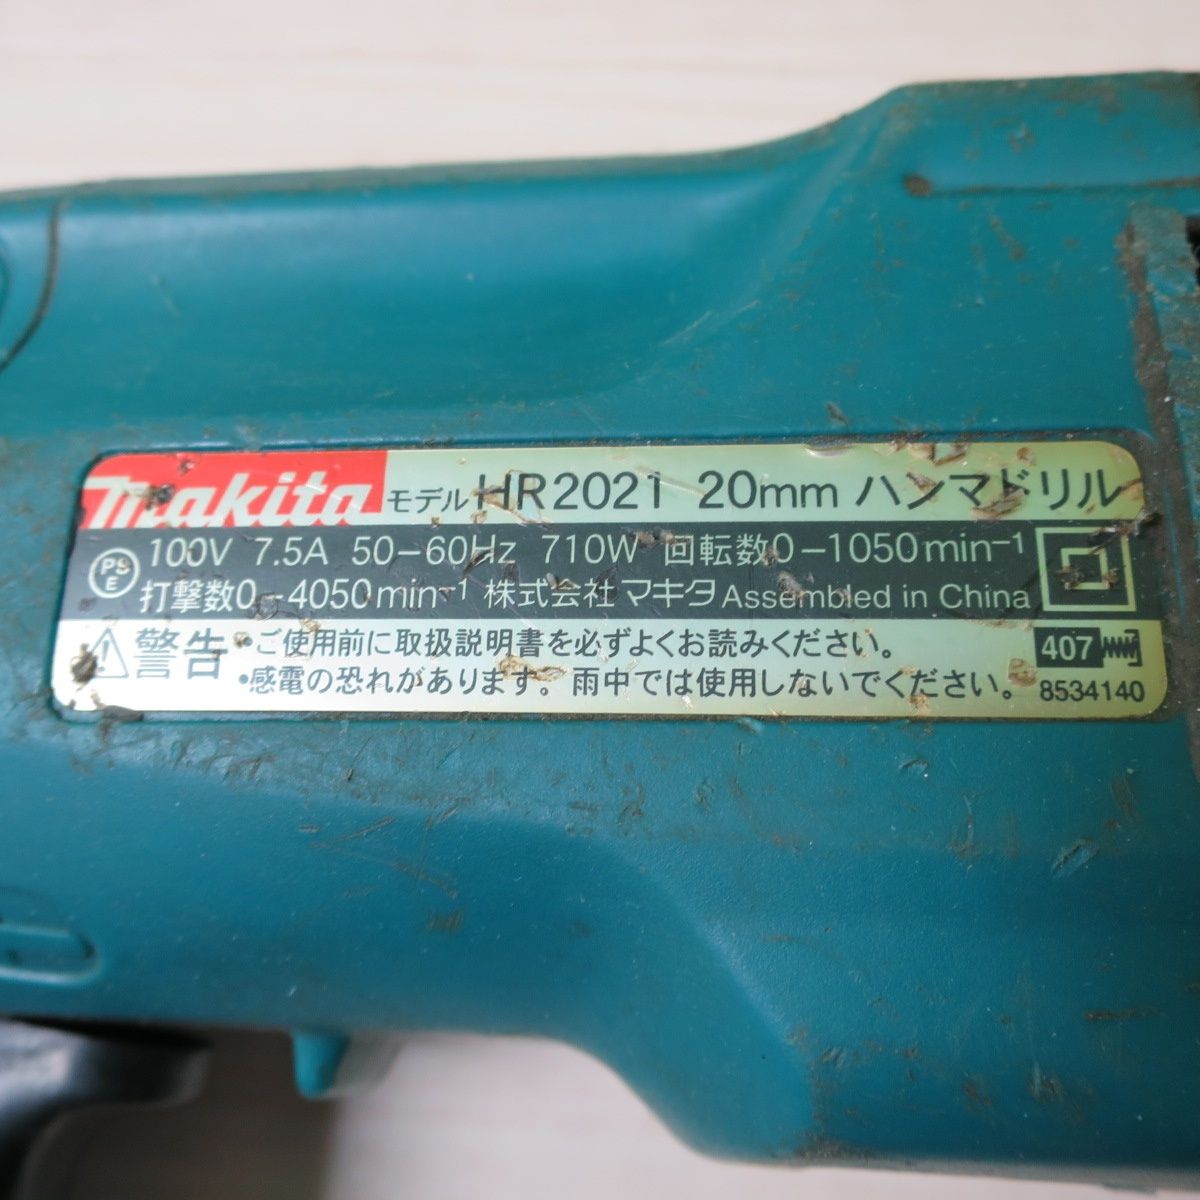 makita モデル HR2021 20mm ハンマドリル
PS E 100V 7.5A 50-60Hz 710W 回転数0-1050min⁻¹
打撃数0-4050min⁻¹ 株式会社マキタ Assembled in China
警告 •ご使用前に取扱説明書を必ずよくお読みください。 407
•感電の恐れがあります。雨中では使用しないでください。 8534140